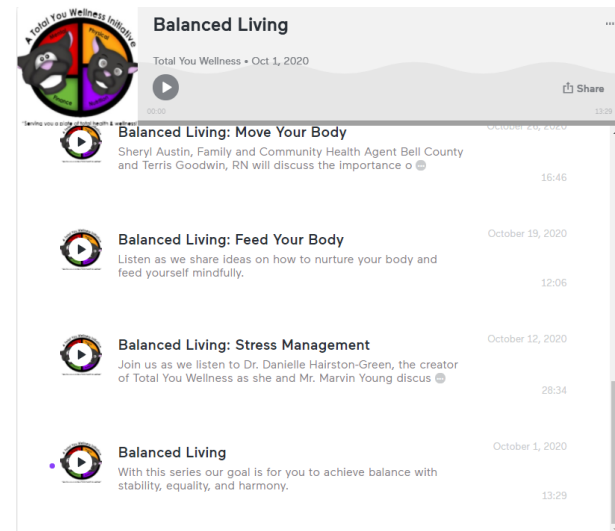 A Total You Wellness Initiative
Physical
"Serving you a plate of total health & wellness"
Balanced Living
Total You Wellness • Oct 1, 2020
Share
00:00
13:29
Balanced Living: Move Your Body
October 26, 2020
Sheryl Austin, Family and Community Health Agent Bell County
and Terris Goodwin, RN will discuss the importance o
16:46
Balanced Living: Feed Your Body
October 19, 2020
Listen as we share ideas on how to nurture your body and
feed yourself mindfully.
12:06
Balanced Living: Stress Management
October 12, 2020
Join us as we listen to Dr. Danielle Hairston-Green, the creator
of Total You Wellness as she and Mr. Marvin Young discus
28:34
Balanced Living
October 1, 2020
With this series our goal is for you to achieve balance with
stability, equality, and harmony.
13:29